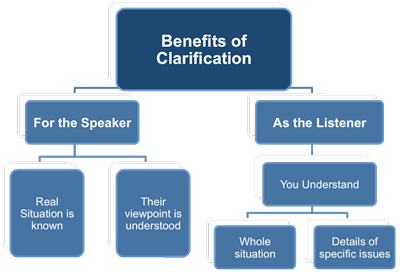 Benefits of
Clarification
For the Speaker
As the Listener
Real
Situation is
known
Their
viewpoint is
understood
You Understand
Whole
situation
Details of
specific issues